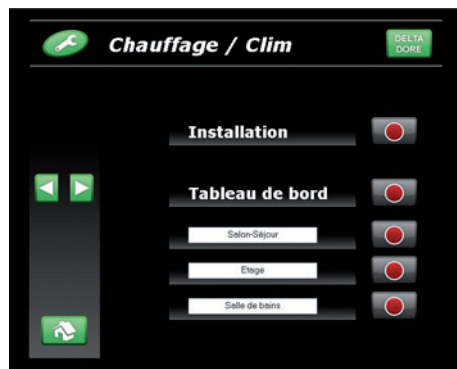 Chauffage / Clim
DELTA
DORE
Installation
Tableau de bord
Salon-Séjour
Etage
Salle de bains